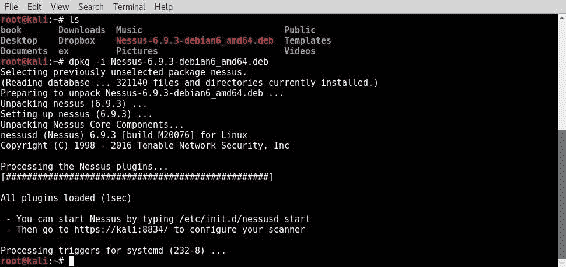 File Edit View Search Terminal Help
root@kali:~# ls
book Downloads Music Public
Desktop Dropbox Nessus-6.9.3-debian6_amd64.deb Templates
Documents ex Pictures Videos
root@kali:~# dpkg -i Nessus-6.9.3-debian6_amd64.deb
Selecting previously unselected package nessus.
(Reading database ... 321140 files and directories currently installed.)
Preparing to unpack Nessus-6.9.3-debian6_amd64.deb ...
Unpacking nessus (6.9.3) ...
Setting up nessus (6.9.3) ...
Unpacking Nessus Core Components...
nessusd (Nessus) 6.9.3 [build M20076] for Linux
Copyright (C) 1998 - 2016 Tenable Network Security, Inc
Processing the Nessus plugins...
[##################################################]
All plugins loaded (1sec)
- You can start Nessus by typing /etc/init.d/nessusd start
- Then go to https://kali:8834/ to configure your scanner
Processing triggers for systemd (232-8) ...
root@kali:~#